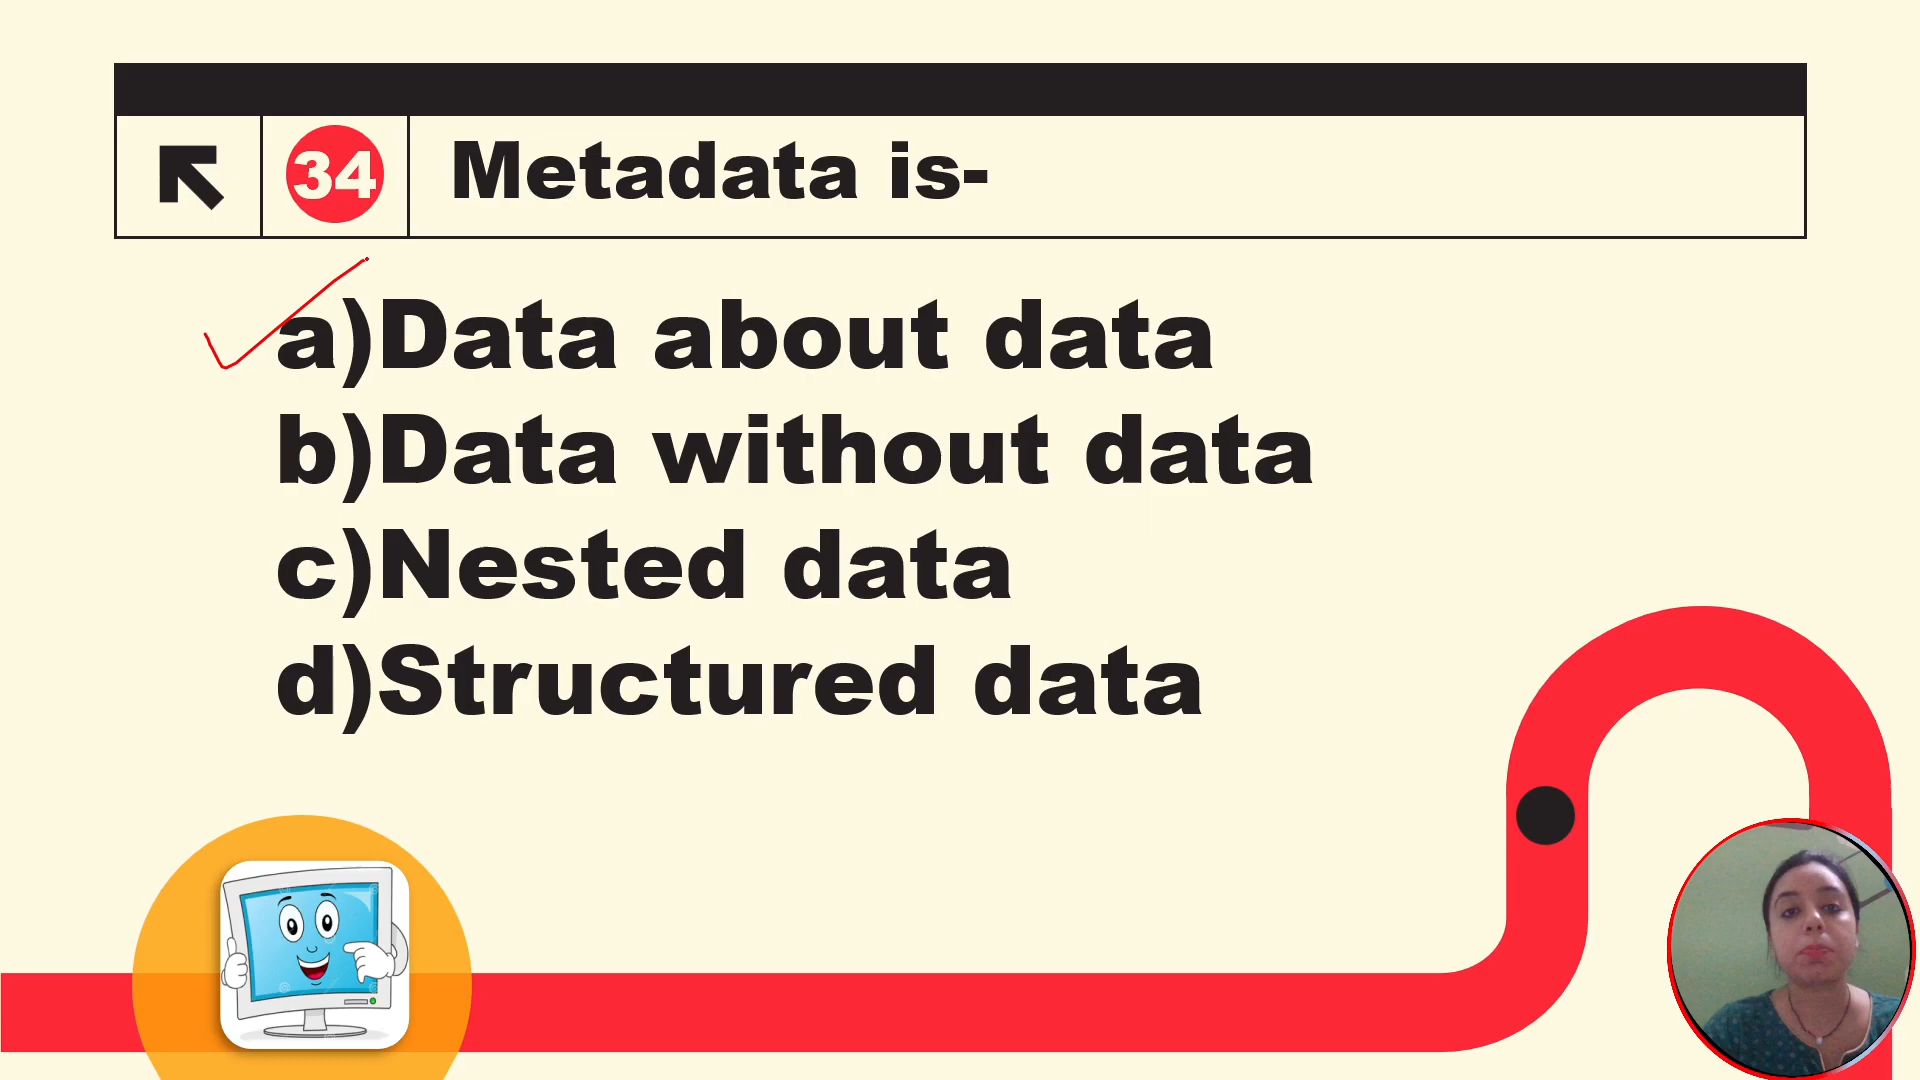 34 Metadata is-
a)Data about data
b)Data without data
c)Nested data
d)Structured data